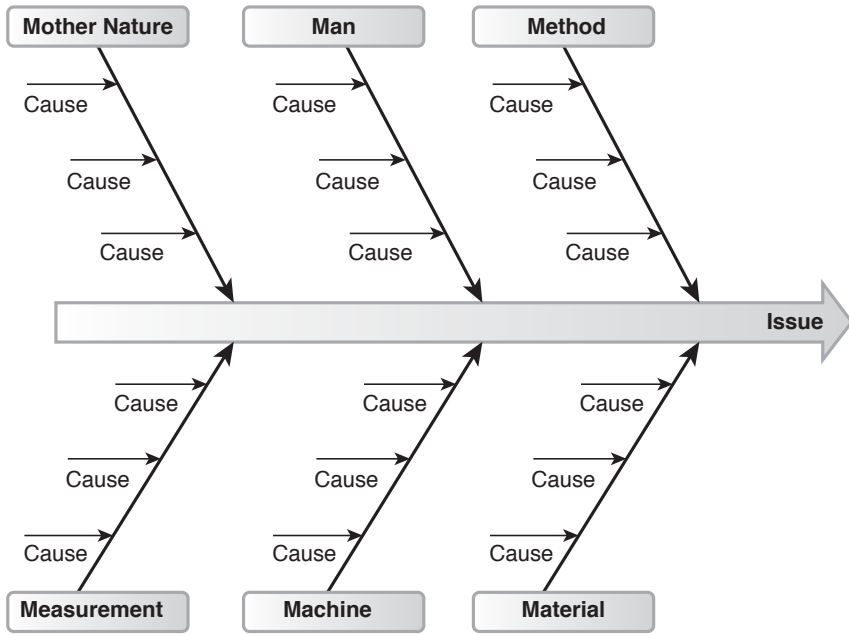 Mother Nature
Man
Method
Cause
Cause
Cause
Cause
Cause
Cause
Cause
Cause
Cause
Issue
Cause
Cause
Cause
Cause
Cause
Cause
Cause
Cause
Cause
Measurement
Machine
Material